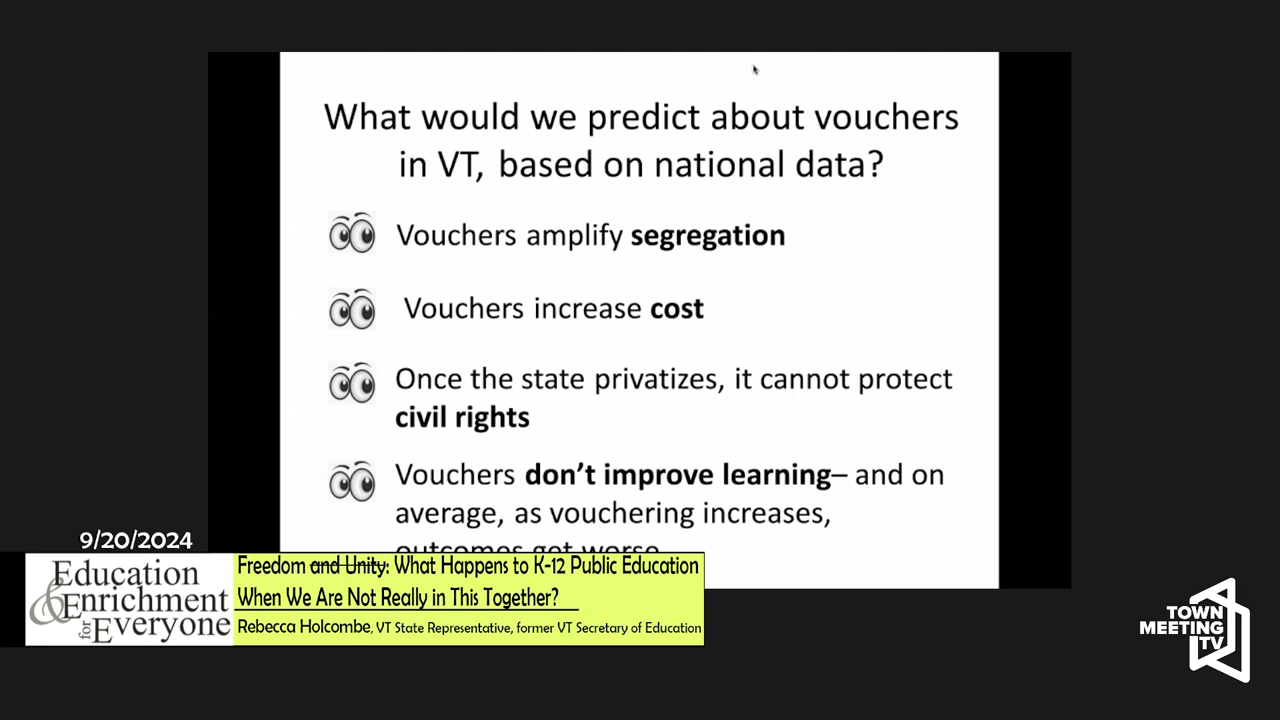 What would we predict about vouchers
in VT, based on national data?
Vouchers amplify segregation
Vouchers increase cost
Once the state privatizes, it cannot protect
civil rights
Vouchers don’t improve learning– and on
average, as vouchering increases,
outcomes get worse
9/20/2024
Education
& Enrichment
for Everyone
Freedom and Unity: What Happens to K-12 Public Education
When We Are Not Really in This Together?
Rebecca Holcombe, VT State Representative, former VT Secretary of Education
TOWN
MEETING
TV